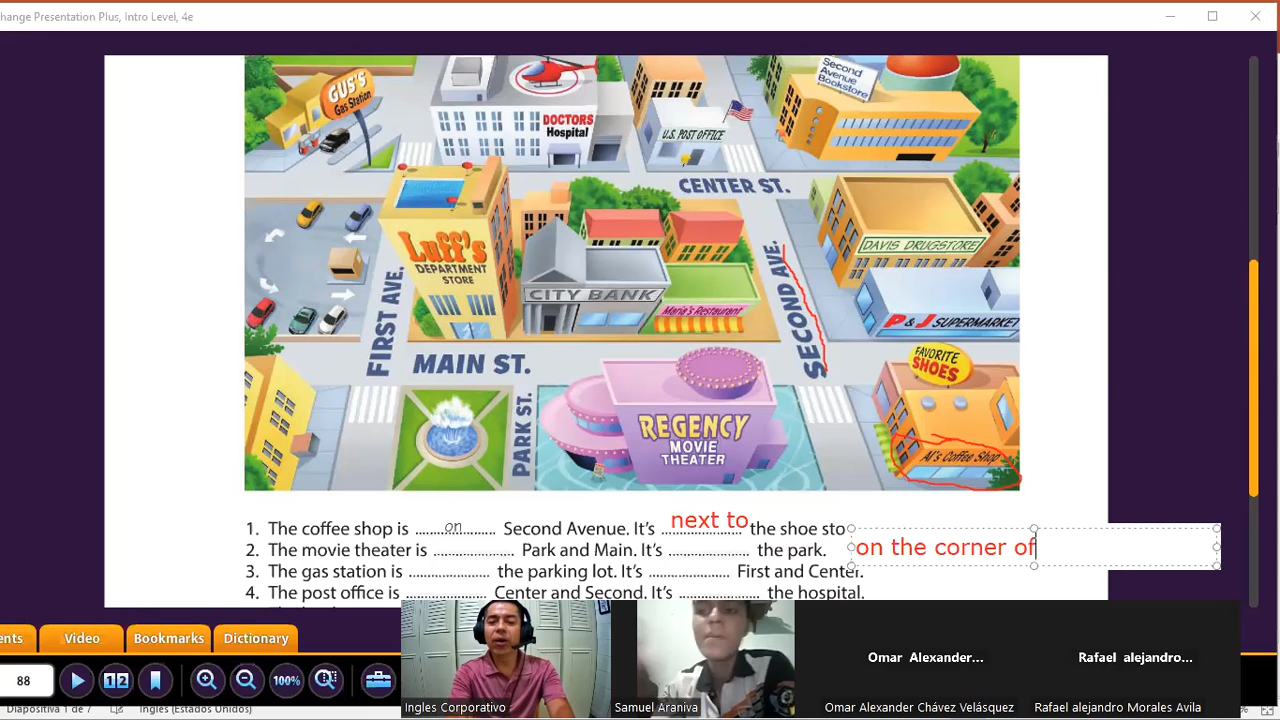 hange Presentation Plus, Intro Level, 4e
GUS'S
Gas Station
DOCTORS
Hospital
U.S. POST OFFICE
Second
Avenue
Bookstore
CENTER ST.
Luff's
DEPARTMENT
STORE
CITY BANK
Maria's Restaurant
DAVIS DRUGSTORE
P & J SUPERMARKET
FIRST AVE.
SECOND AVE.
MAIN ST.
FAVORITE
SHOES
PARK ST.
REGENCY
MOVIE
THEATER
Al's Coffee Shop
1. The coffee shop is ....on.... Second Avenue. It's next to the shoe sto
on the corner of
2. The movie theater is .................. Park and Main. It's .................. the park.
3. The gas station is .................. the parking lot. It's .................. First and Center.
4. The post office is .................. Center and Second. It's .................. the hospital.
ents Video Bookmarks Dictionary
88 12 100%
Diapositiva 1 de 7 Inglés (Estados Unidos)
Omar Alexander... Rafael alejandro...
Ingles Corporativo Samuel Araniva Omar Alexander Chávez Velásquez Rafael alejandro Morales Avila